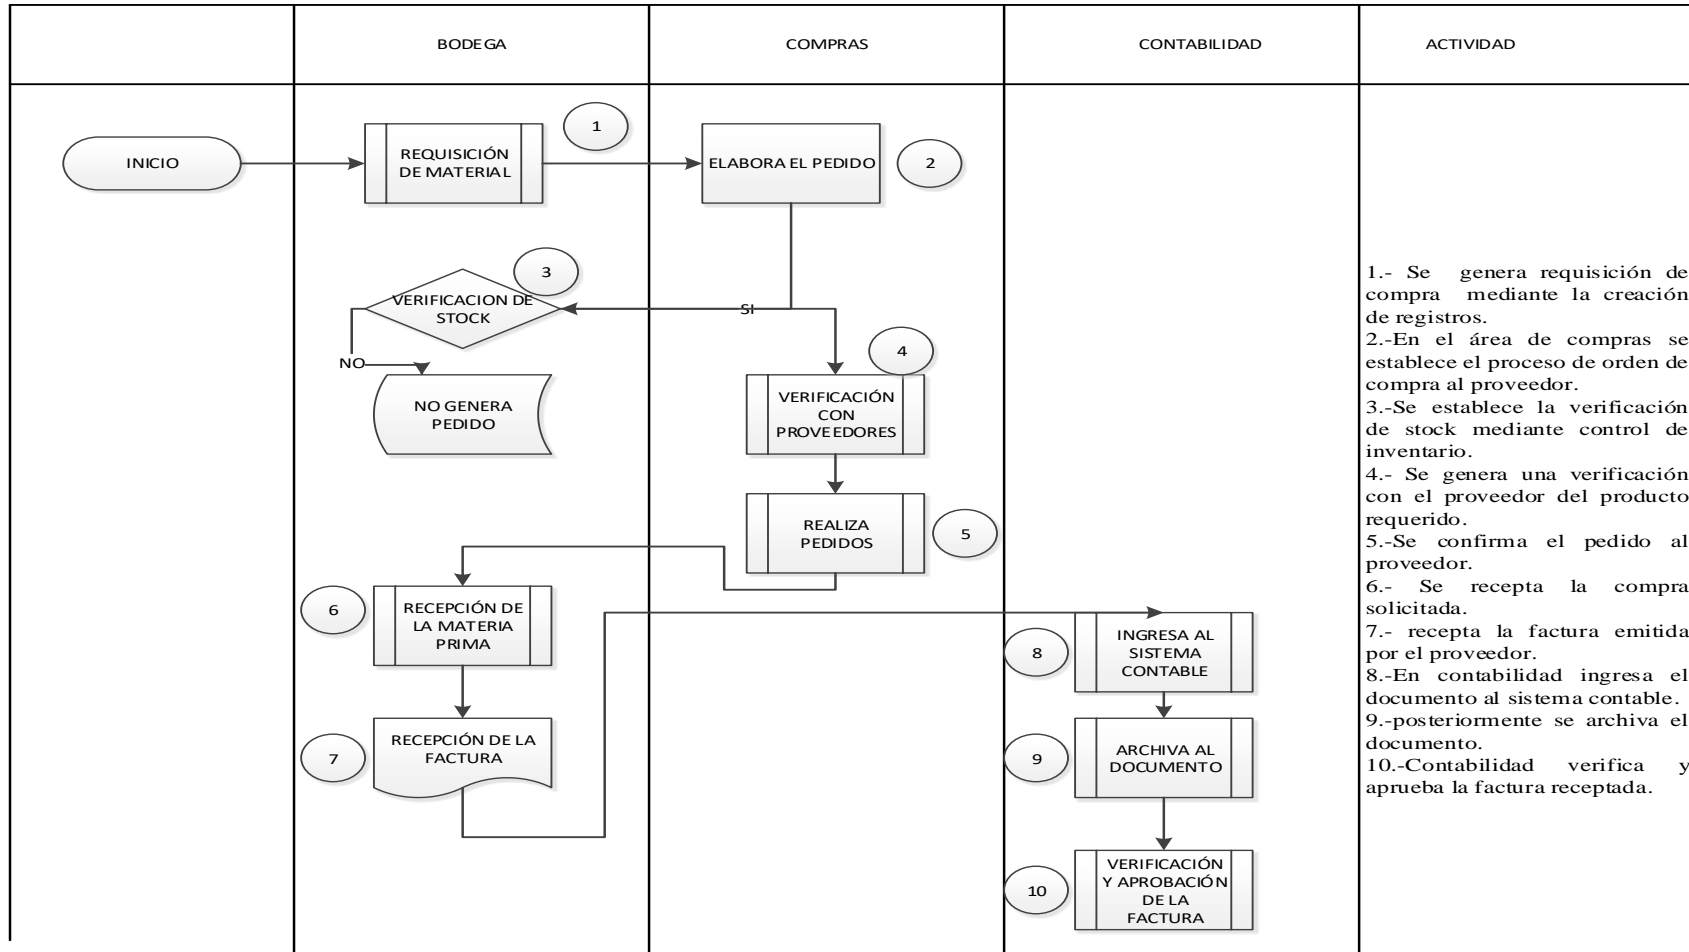 BODEGA
COMPRAS
CONTABILIDAD
ACTIVIDAD
INICIO
REQUISICIÓN
DE MATERIAL
1
ELABORA EL PEDIDO
2
VERIFICACION DE
STOCK
3
SI
NO
NO GENERA
PEDIDO
4
VERIFICACIÓN
CON
PROVEEDORES
REALIZA
PEDIDOS
5
6
RECEPCIÓN DE
LA MATERIA
PRIMA
7
RECEPCIÓN DE LA
FACTURA
8
INGRESA AL
SISTEMA
CONTABLE
9
ARCHIVA AL
DOCUMENTO
10
VERIFICACIÓN
Y APROBACIÓN
DE LA
FACTURA
1.- Se genera requisición de
compra mediante la creación
de registros.
2.-En el área de compras se
establece el proceso de orden de
compra al proveedor.
3.-Se establece la verificación
de stock mediante control de
inventario.
4.- Se genera una verificación
con el proveedor del producto
requerido.
5.-Se confirma el pedido al
proveedor.
6.- Se recepta la compra
solicitada.
7.- recepta la factura emitida
por el proveedor.
8.-En contabilidad ingresa el
documento al sistema contable.
9.-posteriormente se archiva el
documento.
10.-Contabilidad verifica y
aprueba la factura receptada.